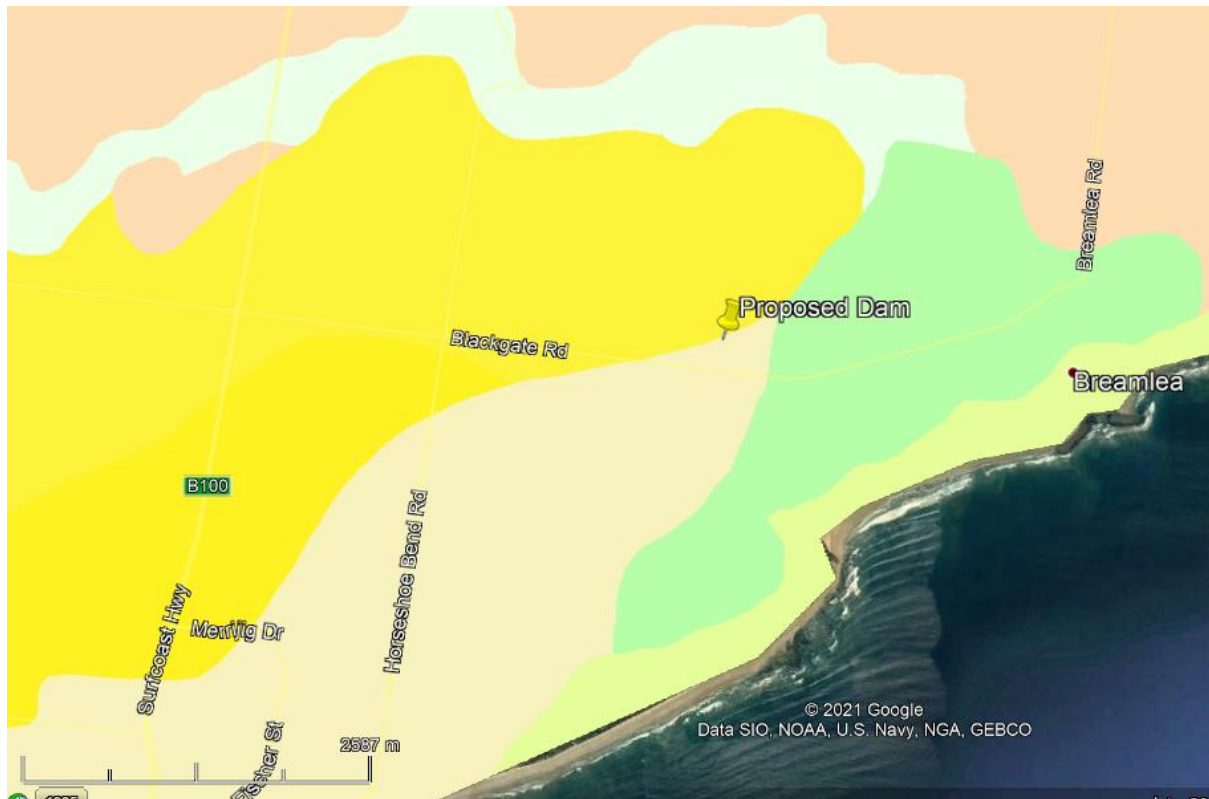 Breamlea Rd
Proposed Dam
Blackgate Rd
Breamlea
B100
Horseshoe Bend Rd
Surfcoast Hwy
Merrijig Dr
Fischer St
2587 m
© 2021 Google
Data SIO, NOAA, U.S. Navy, NGA, GEBCO